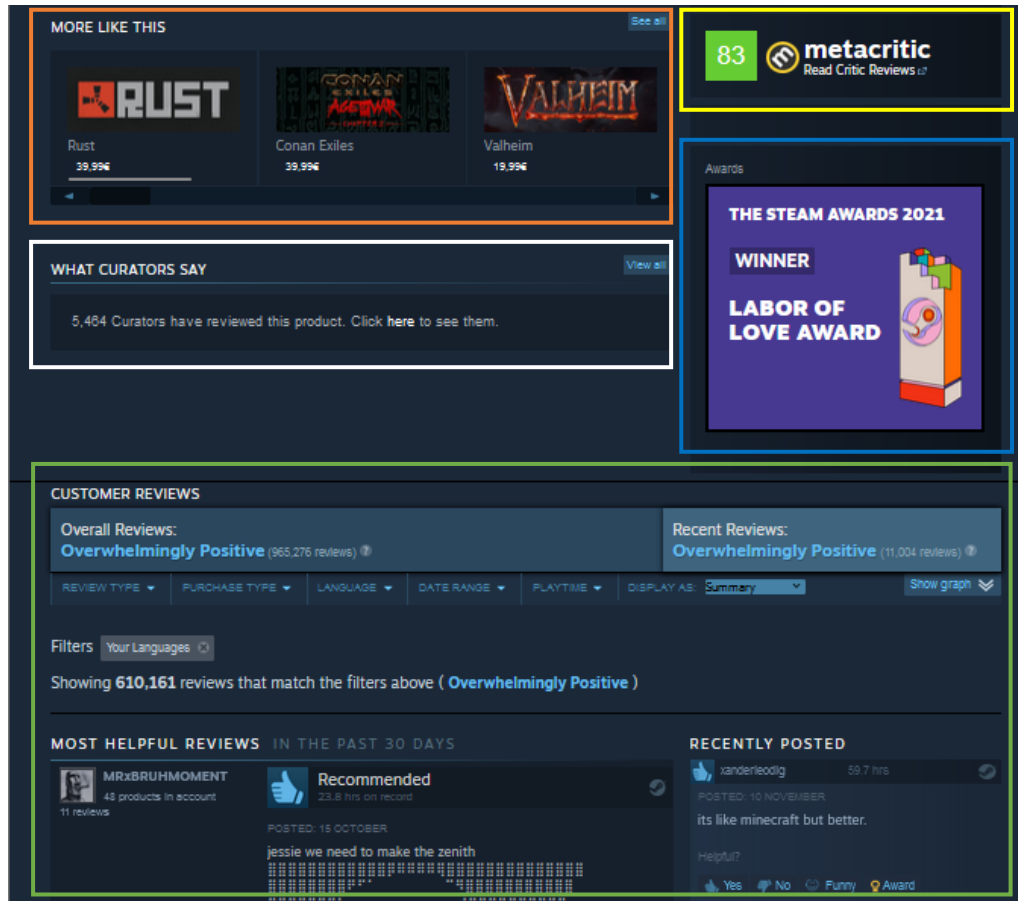 MORE LIKE THIS
See all
RUST
CONAN
EXILES
AGE OF WAR
VALHEIM
Rust
Conan Exiles
Valheim
39,99€
39,99€
19,99€
83
metacritic
Read Critic Reviews
WHAT CURATORS SAY
View all
5,464 Curators have reviewed this product. Click here to see them.
Awards
THE STEAM AWARDS 2021
WINNER
LABOR OF
LOVE AWARD
CUSTOMER REVIEWS
Overall Reviews:
Overwhelmingly Positive (965,276 reviews) ?
Recent Reviews:
Overwhelmingly Positive (11,004 reviews) ?
REVIEW TYPE PURCHASE TYPE LANGUAGE DATE RANGE PLAYTIME DISPLAY AS: Summary
Show graph
Filters Your Languages
Showing 610,161 reviews that match the filters above ( Overwhelmingly Positive )
MOST HELPFUL REVIEWS IN THE PAST 30 DAYS
MRxBRUHMOMENT
48 products in account
11 reviews
Recommended
23.8 hrs on record
POSTED: 15 OCTOBER
jessie we need to make the zenith
RECENTLY POSTED
xanderleodlg 59.7 hrs
POSTED: 10 NOVEMBER
its like minecraft but better.
Helpful?
Yes No Funny Award